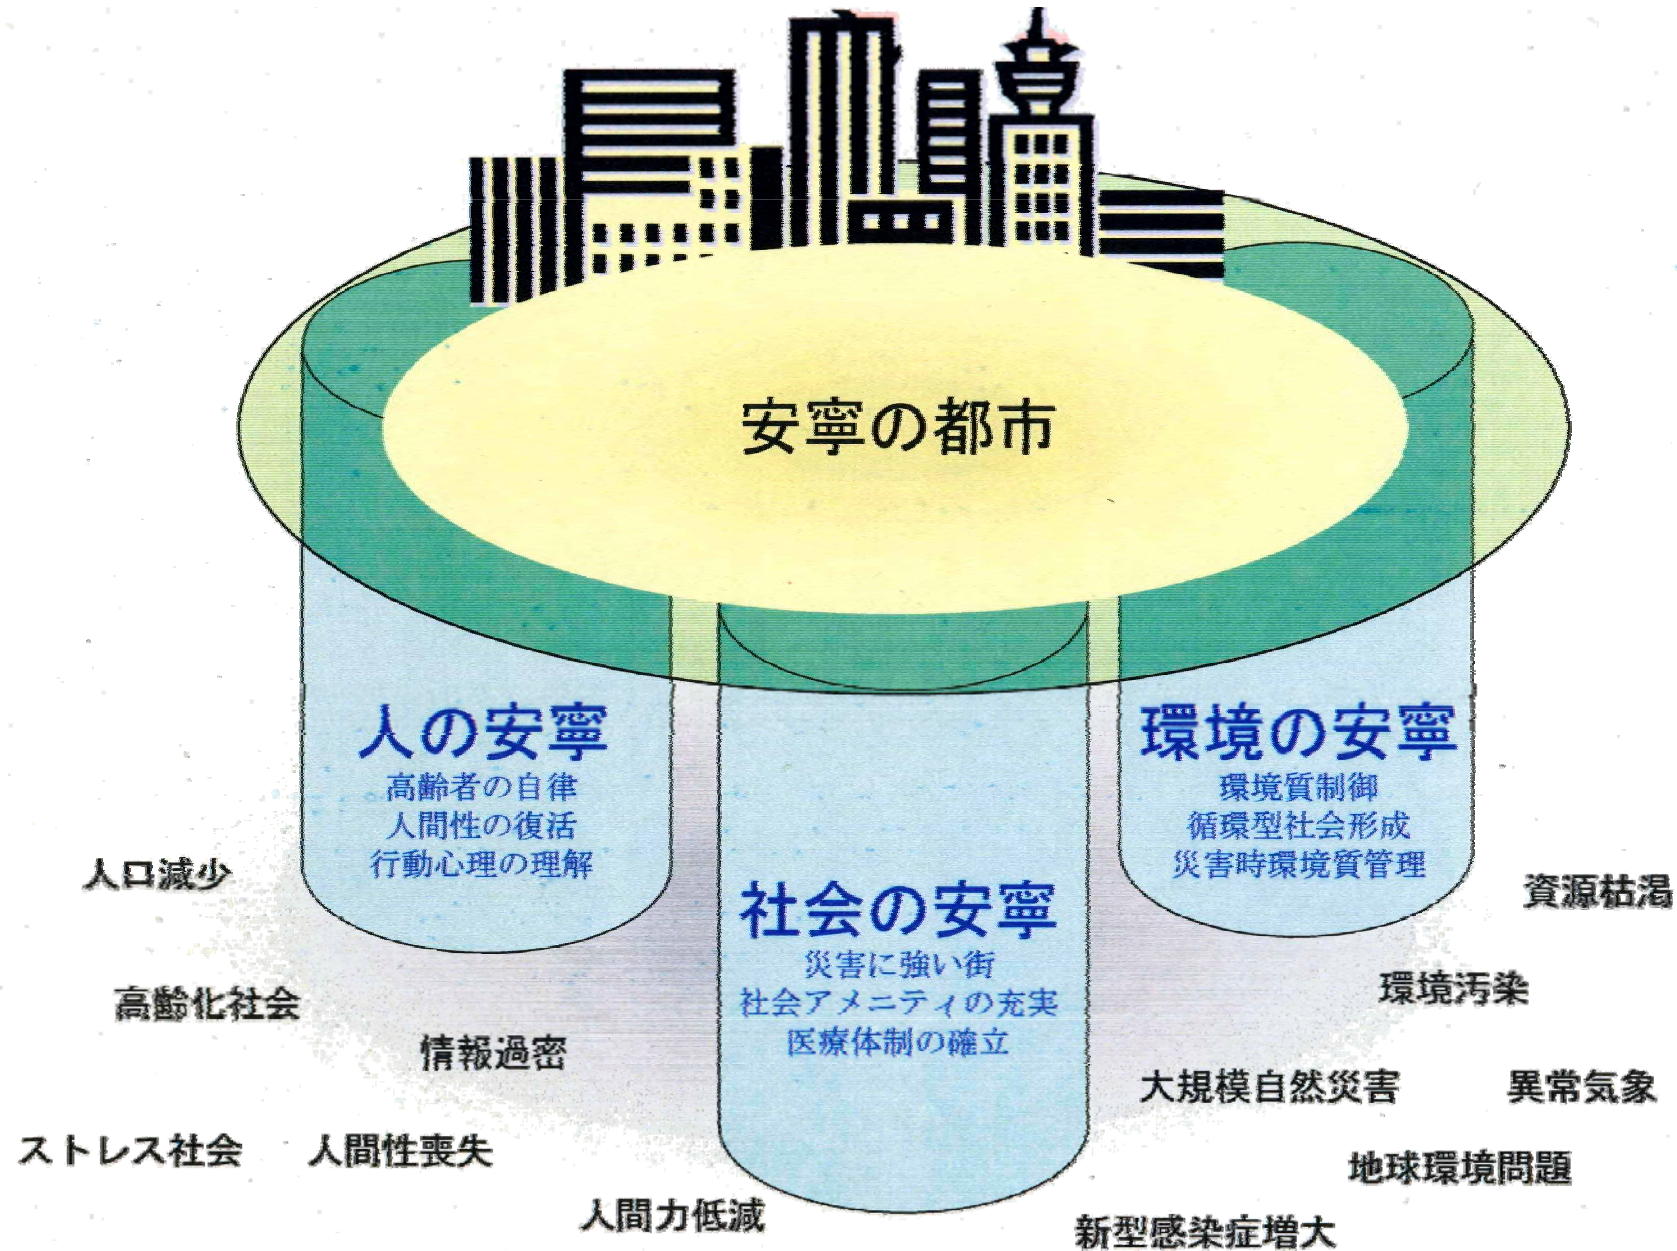 安寧の都市
人の安寧
高齢者の自律
人間性の復活
行動心理の理解
環境の安寧
環境質制御
循環型社会形成
災害時環境質管理
社会の安寧
災害に強い街
社会アメニティの充実
医療体制の確立
人口減少
高齢化社会
情報過密
ストレス社会
人間性喪失
人間力低減
資源枯渇
環境汚染
大規模自然災害
異常気象
地球環境問題
新型感染症増大